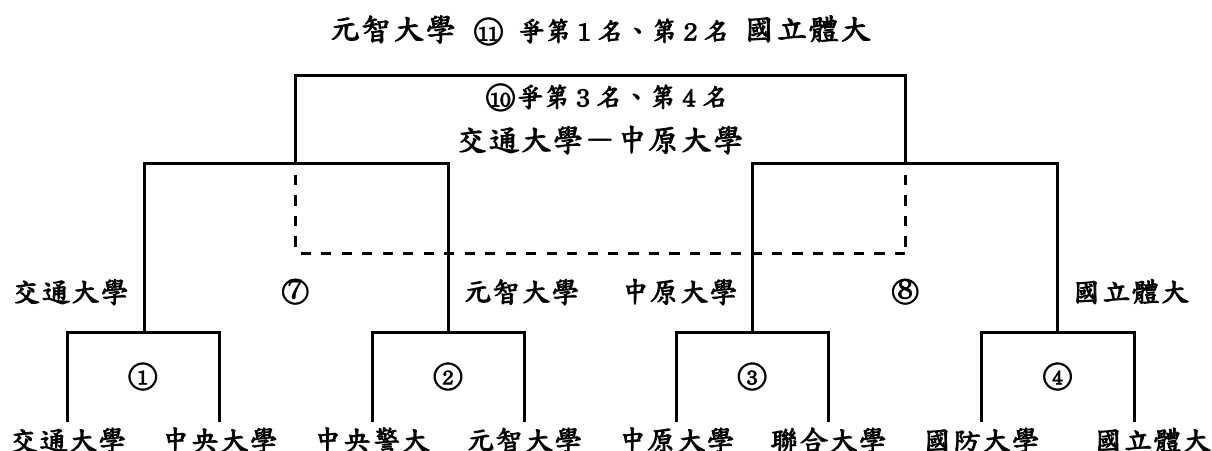 元智大學 ⑪ 爭第1名、第2名 國立體大
⑩爭第3名、第4名
交通大學－中原大學
交通大學 ⑦ 元智大學 中原大學 ⑧ 國立體大
① ② ③ ④
交通大學 中央大學 中央警大 元智大學 中原大學 聯合大學 國防大學 國立體大